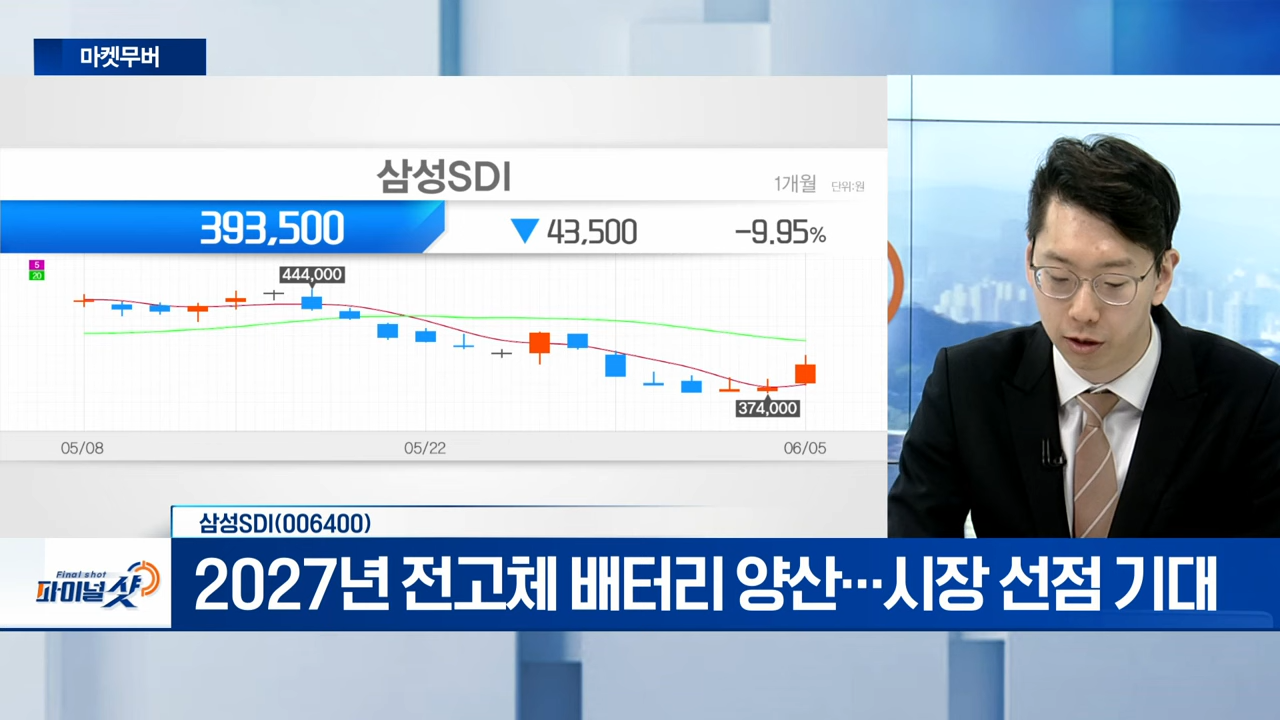 마켓무버
삼성SDI
1개월 단위:원
393,500 ▼ 43,500 -9.95%
5
20
444,000
374,000
05/08 05/22 06/05
삼성SDI(006400)
Final shot
파이널샷
2027년 전고체 배터리 양산…시장 선점 기대